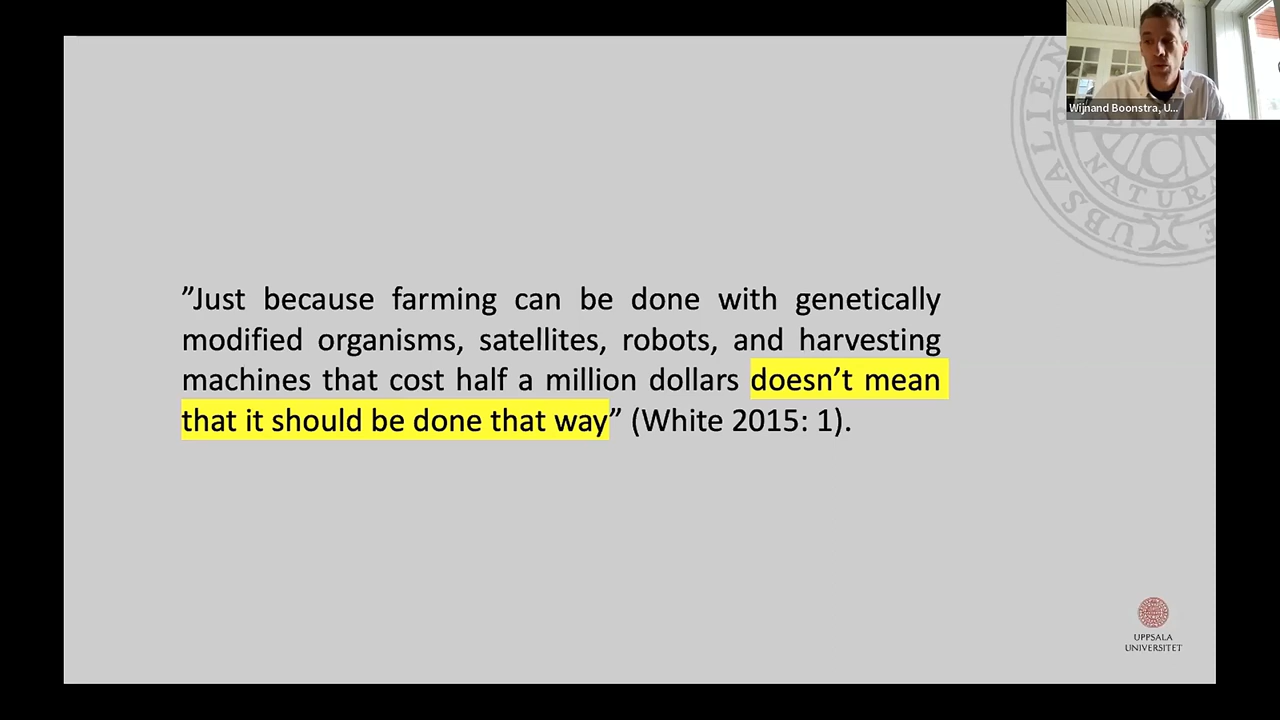 Wijnand Boonstra, U...
”Just because farming can be done with genetically
modified organisms, satellites, robots, and harvesting
machines that cost half a million dollars doesn’t mean
that it should be done that way” (White 2015: 1).
UPPSALA
UNIVERSITET